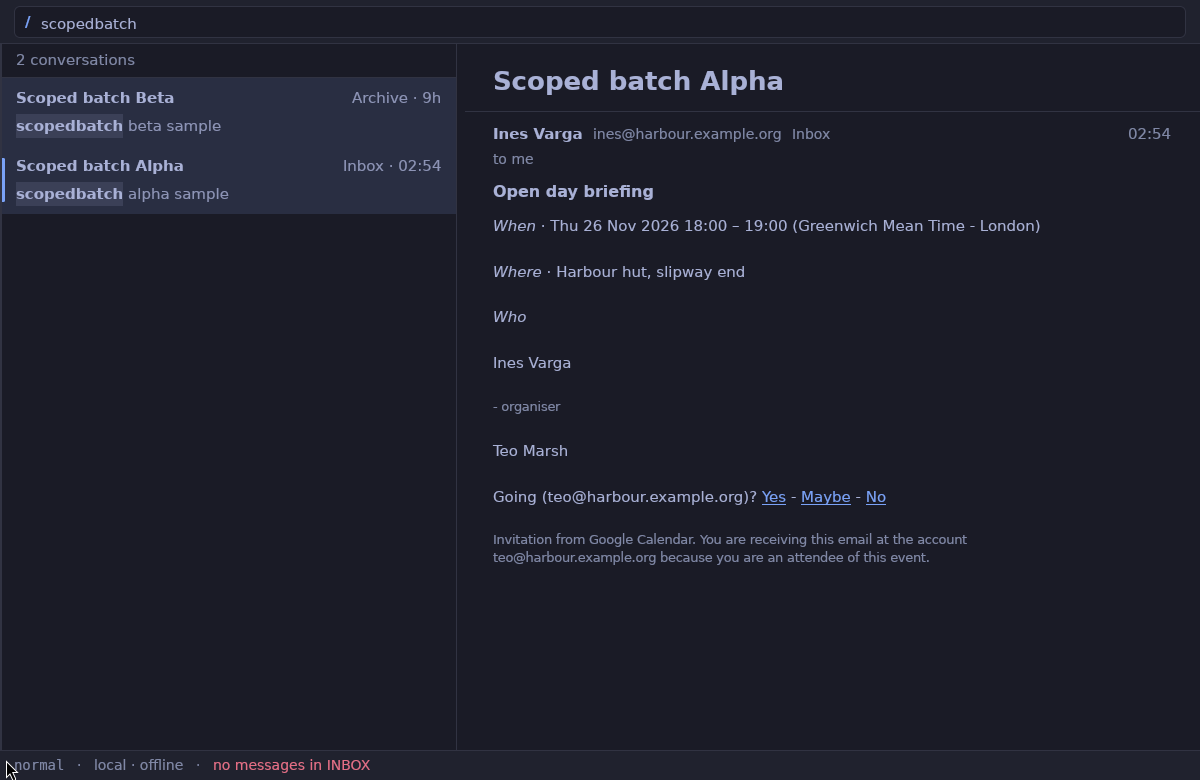 / scopedbatch
2 conversations
Scoped batch Beta Archive · 9h
scopedbatch beta sample
Scoped batch Alpha Inbox · 02:54
scopedbatch alpha sample
Scoped batch Alpha
Ines Varga ines@harbour.example.org Inbox 02:54
to me
Open day briefing
When · Thu 26 Nov 2026 18:00 – 19:00 (Greenwich Mean Time - London)
Where · Harbour hut, slipway end
Who
Ines Varga
- organiser
Teo Marsh
Going (teo@harbour.example.org)? Yes - Maybe - No
Invitation from Google Calendar. You are receiving this email at the account
teo@harbour.example.org because you are an attendee of this event.
normal · local · offline · no messages in INBOX